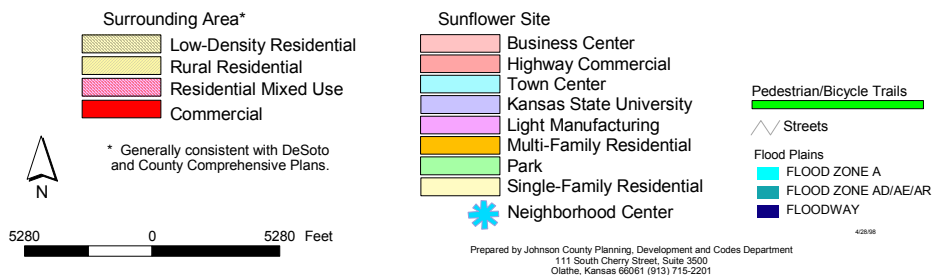 Surrounding Area*
Low-Density Residential
Rural Residential
Residential Mixed Use
Commercial
* Generally consistent with DeSoto
and County Comprehensive Plans.
N
5280 0 5280 Feet
Sunflower Site
Business Center
Highway Commercial
Town Center
Kansas State University
Light Manufacturing
Multi-Family Residential
Park
Single-Family Residential
Neighborhood Center
Pedestrian/Bicycle Trails
Streets
Flood Plains
FLOOD ZONE A
FLOOD ZONE AD/AE/AR
FLOODWAY
4/28/98
Prepared by Johnson County Planning, Development and Codes Department
111 South Cherry Street, Suite 3500
Olathe, Kansas 66061 (913) 715-2201